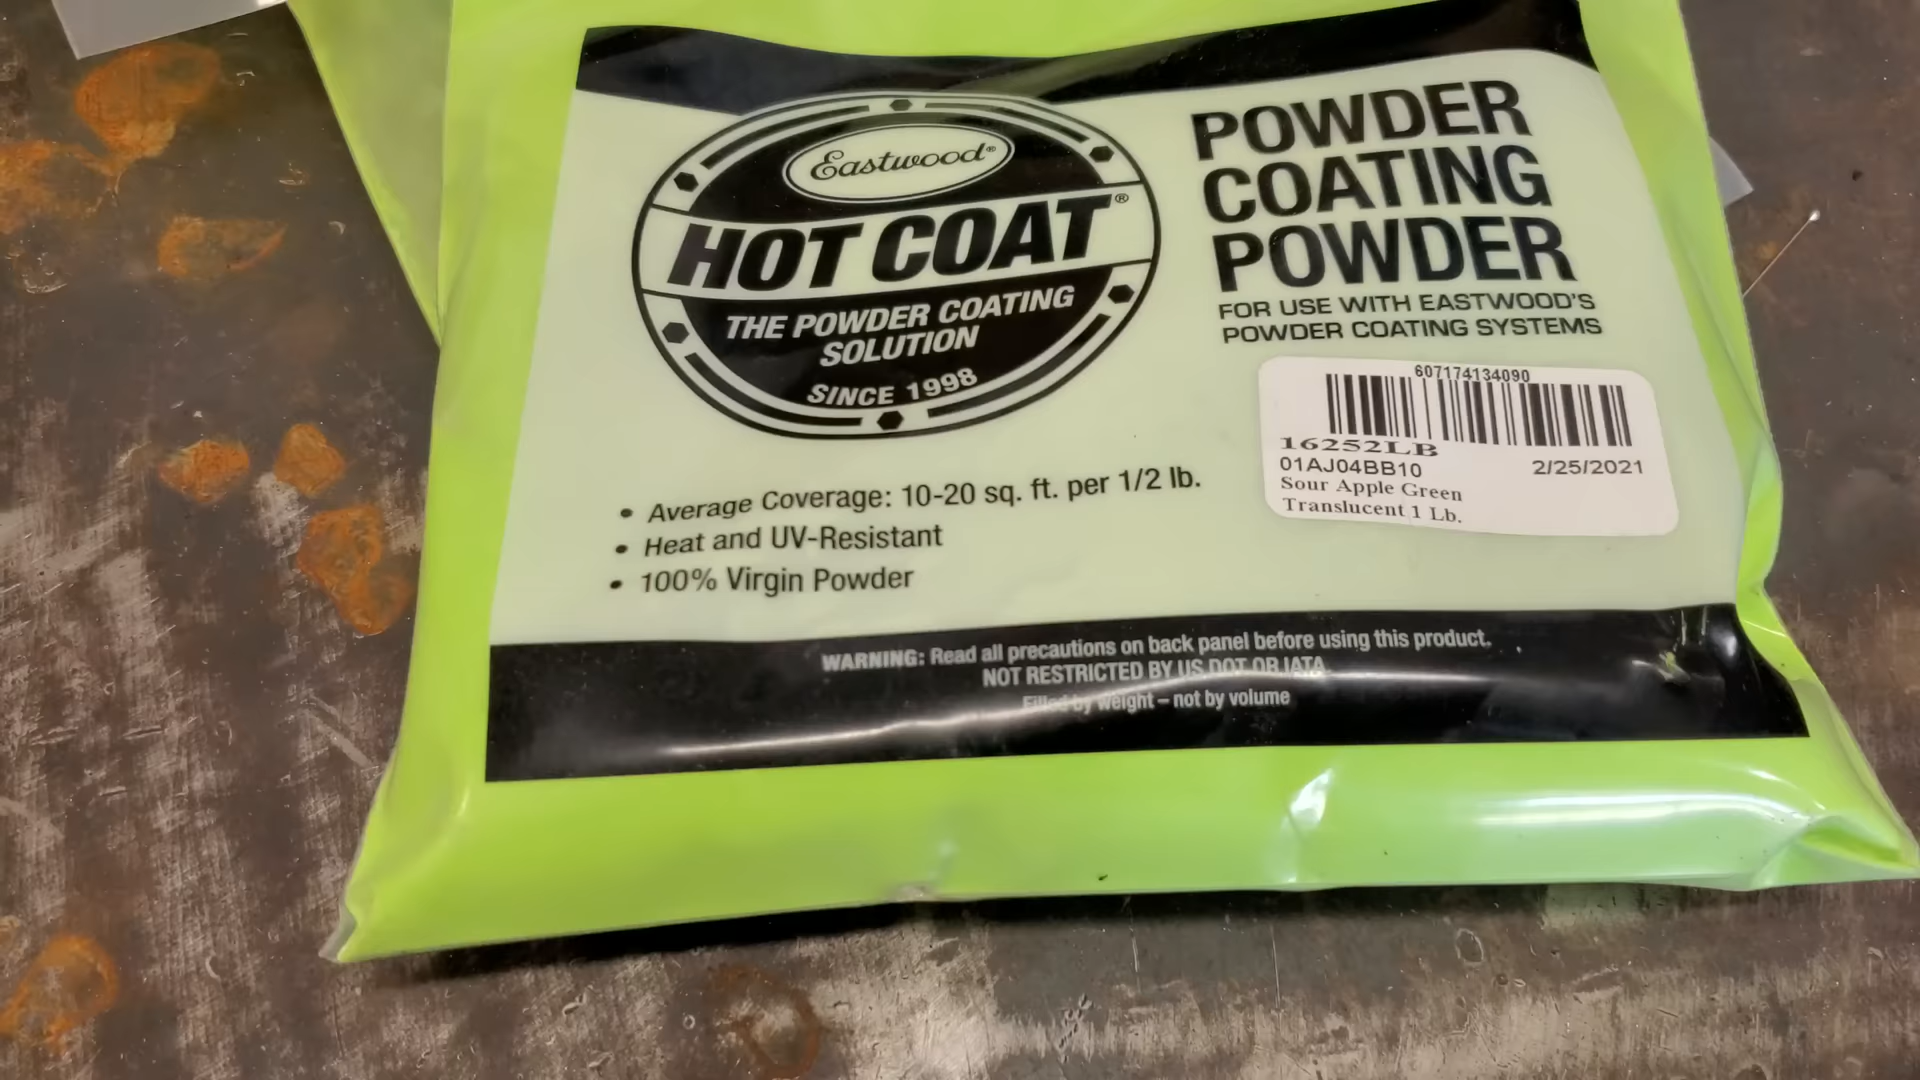 Eastwood®
HOT COAT®
THE POWDER COATING
SOLUTION
SINCE 1998
POWDER
COATING
POWDER
FOR USE WITH EASTWOOD'S
POWDER COATING SYSTEMS
607174134090
16252LB
01AJ04BB10 2/25/2021
Sour Apple Green
Translucent 1 Lb.
• Average Coverage: 10-20 sq. ft. per 1/2 lb.
• Heat and UV-Resistant
• 100% Virgin Powder
WARNING: Read all precautions on back panel before using this product.
NOT RESTRICTED BY US DOT OR IATA
Filled by weight – not by volume